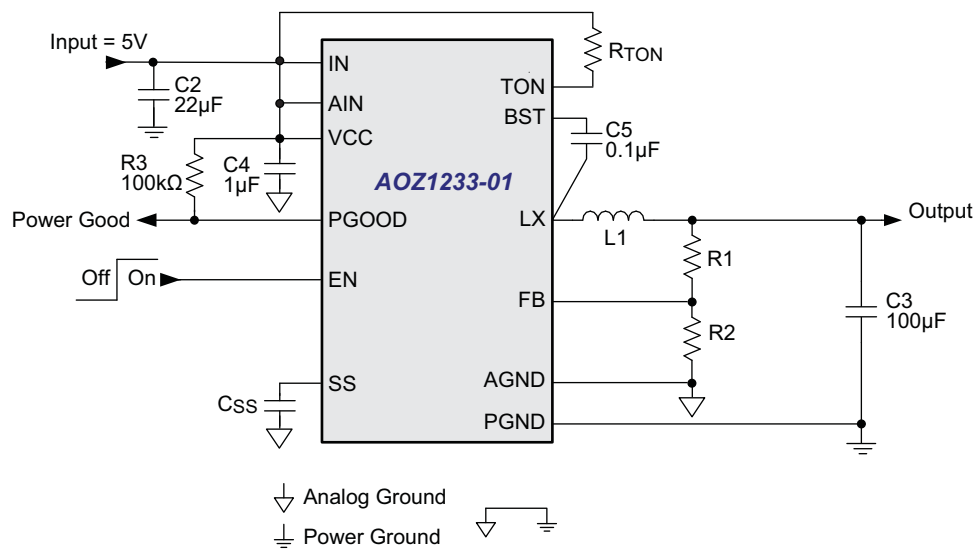 Input = 5V
C2
22µF
R3
100kΩ
C4
1µF
Power Good
Off
On
CSS
IN
AIN
VCC
PGOOD
EN
SS
AOZ1233-01
TON
BST
LX
FB
AGND
PGND
RTON
C5
0.1µF
L1
R1
R2
Output
C3
100µF
Analog Ground
Power Ground